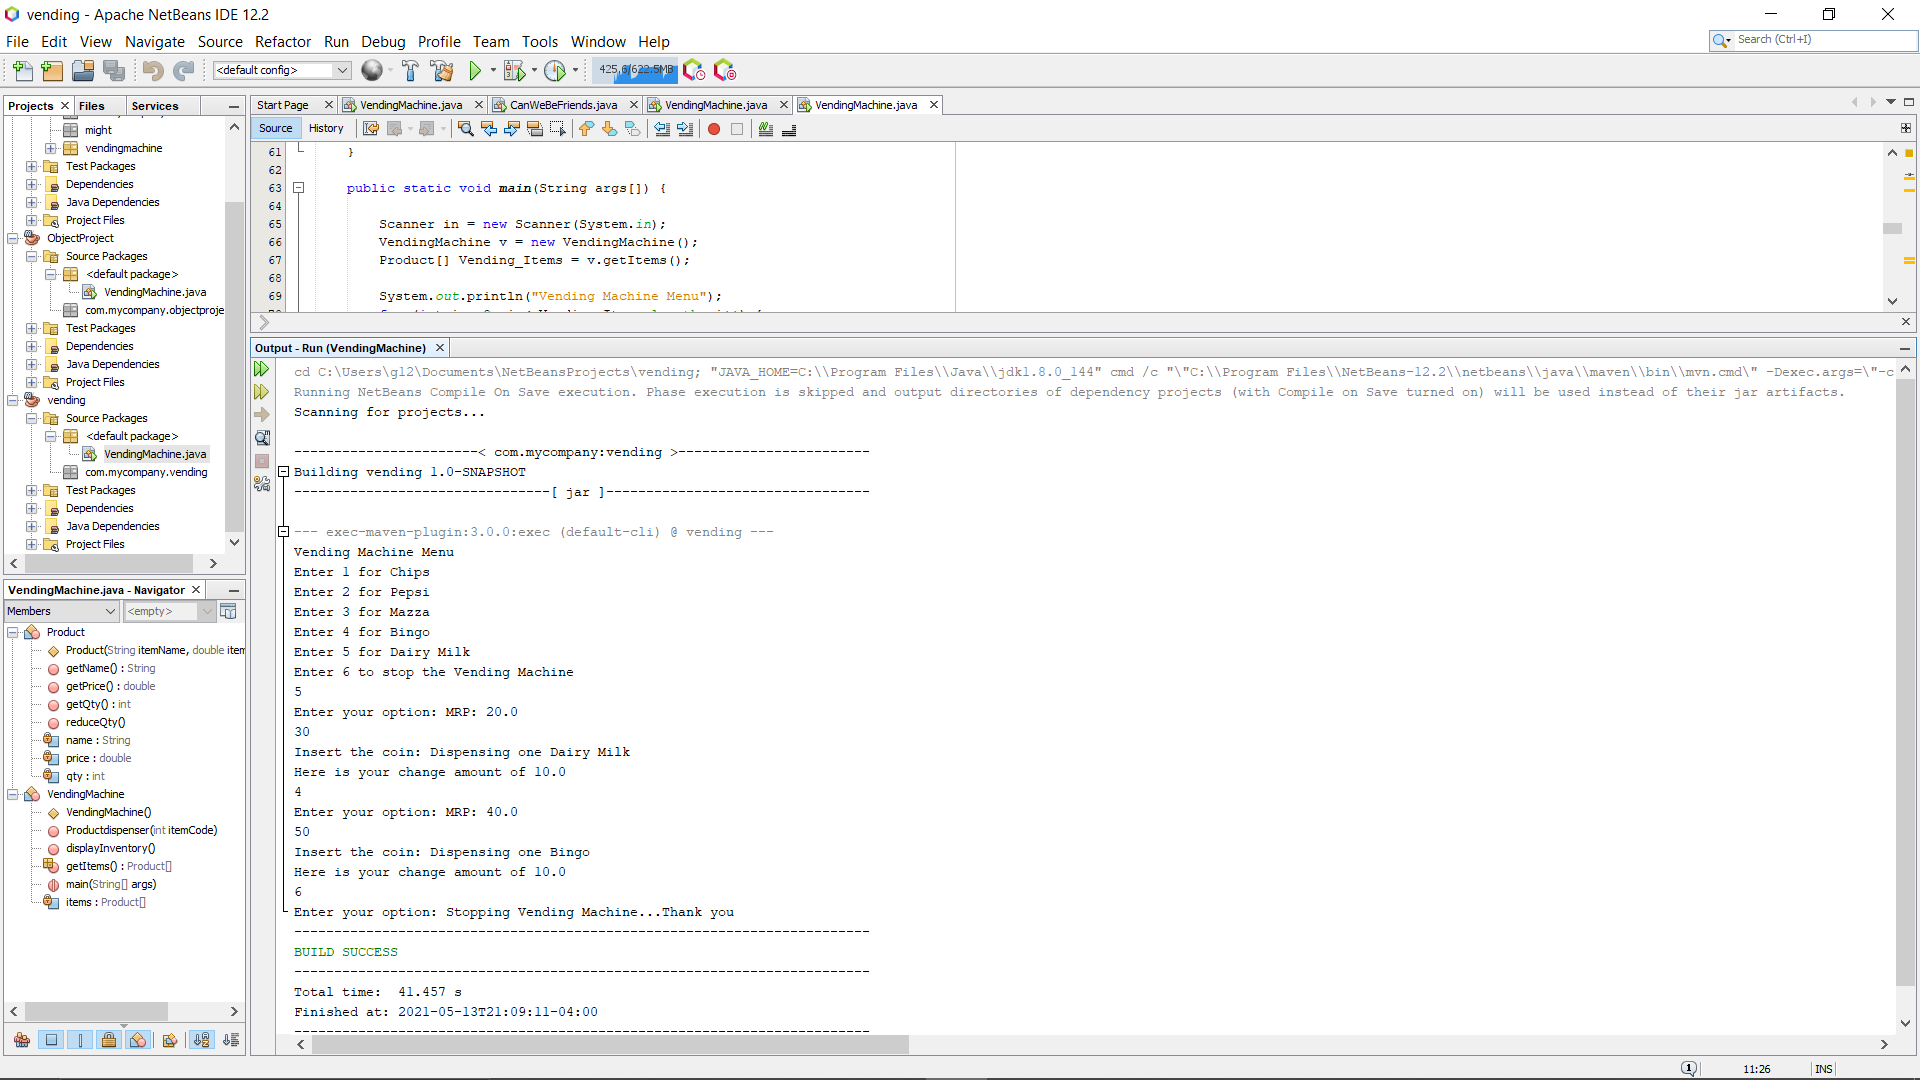 vending - Apache NetBeans IDE 12.2
File Edit View Navigate Source Refactor Run Debug Profile Team Tools Window Help
Search (Ctrl+I)
<default config>
425,6/622,5MB
Projects Files Services
might
vendingmachine
Test Packages
Dependencies
Java Dependencies
Project Files
ObjectProject
Source Packages
<default package>
VendingMachine.java
com.mycompany.objectproje
Test Packages
Dependencies
Java Dependencies
Project Files
vending
Source Packages
<default package>
VendingMachine.java
com.mycompany.vending
Test Packages
Dependencies
Java Dependencies
Project Files
VendingMachine.java - Navigator
Members <empty>
Product
Product(String itemName, double item
getName() : String
getPrice() : double
getQty() : int
reduceQty()
name : String
price : double
qty : int
VendingMachine
VendingMachine()
Productdispenser(int itemCode)
displayInventory()
getItems() : Product[]
main(String[] args)
items : Product[]
Start Page VendingMachine.java CanWeBeFriends.java VendingMachine.java VendingMachine.java
Source History
61 }
62
63 public static void main(String args[]) {
64
65 Scanner in = new Scanner(System.in);
66 VendingMachine v = new VendingMachine();
67 Product[] Vending_Items = v.getItems();
68
69 System.out.println("Vending Machine Menu");
Output - Run (VendingMachine)
cd C:\Users\gl2\Documents\NetBeansProjects\vending; "JAVA_HOME=C:\\Program Files\\Java\\jdk1.8.0_144" cmd /c "\"C:\\Program Files\\NetBeans-12.2\\netbeans\\java\\maven\\bin\\mvn.cmd\" -Dexec.args=\"-c
Running NetBeans Compile On Save execution. Phase execution is skipped and output directories of dependency projects (with Compile on Save turned on) will be used instead of their jar artifacts.
Scanning for projects...
-----------------------< com.mycompany:vending >------------------------
Building vending 1.0-SNAPSHOT
--------------------------------[ jar ]---------------------------------
--- exec-maven-plugin:3.0.0:exec (default-cli) @ vending ---
Vending Machine Menu
Enter 1 for Chips
Enter 2 for Pepsi
Enter 3 for Mazza
Enter 4 for Bingo
Enter 5 for Dairy Milk
Enter 6 to stop the Vending Machine
5
Enter your option: MRP: 20.0
30
Insert the coin: Dispensing one Dairy Milk
Here is your change amount of 10.0
4
Enter your option: MRP: 40.0
50
Insert the coin: Dispensing one Bingo
Here is your change amount of 10.0
6
Enter your option: Stopping Vending Machine...Thank you
------------------------------------------------------------------------
BUILD SUCCESS
------------------------------------------------------------------------
Total time:  41.457 s
Finished at: 2021-05-13T21:09:11-04:00
------------------------------------------------------------------------
11:26 INS